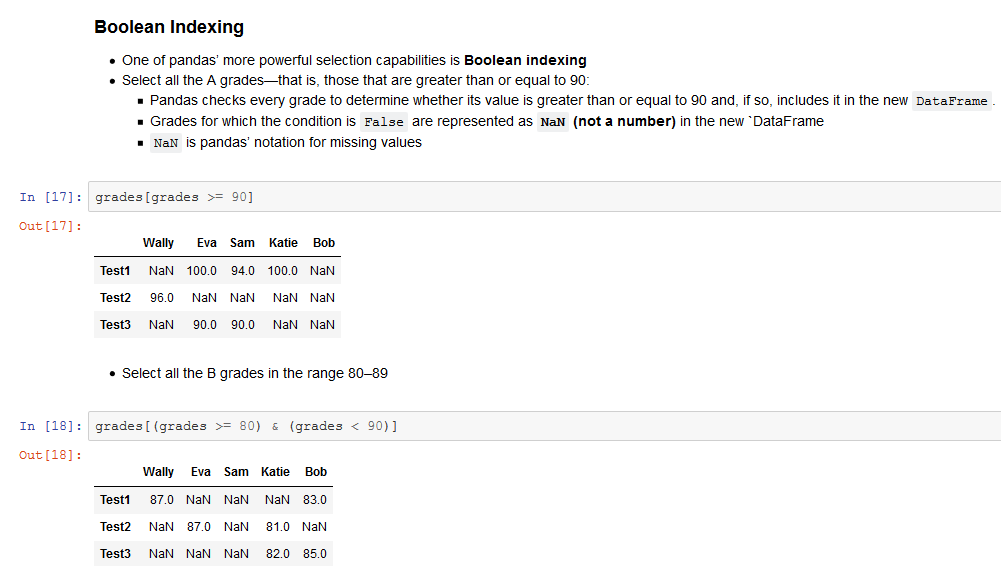 Boolean Indexing
• One of pandas’ more powerful selection capabilities is Boolean indexing
• Select all the A grades—that is, those that are greater than or equal to 90:
▪ Pandas checks every grade to determine whether its value is greater than or equal to 90 and, if so, includes it in the new DataFrame .
▪ Grades for which the condition is False are represented as NaN (not a number) in the new `DataFrame
▪ NaN is pandas’ notation for missing values
In [17]: grades[grades >= 90]
Out[17]:
Wally Eva Sam Katie Bob
Test1 NaN 100.0 94.0 100.0 NaN
Test2 96.0 NaN NaN NaN NaN
Test3 NaN 90.0 90.0 NaN NaN
• Select all the B grades in the range 80–89
In [18]: grades[(grades >= 80) & (grades < 90)]
Out[18]:
Wally Eva Sam Katie Bob
Test1 87.0 NaN NaN NaN 83.0
Test2 NaN 87.0 NaN 81.0 NaN
Test3 NaN NaN NaN 82.0 85.0